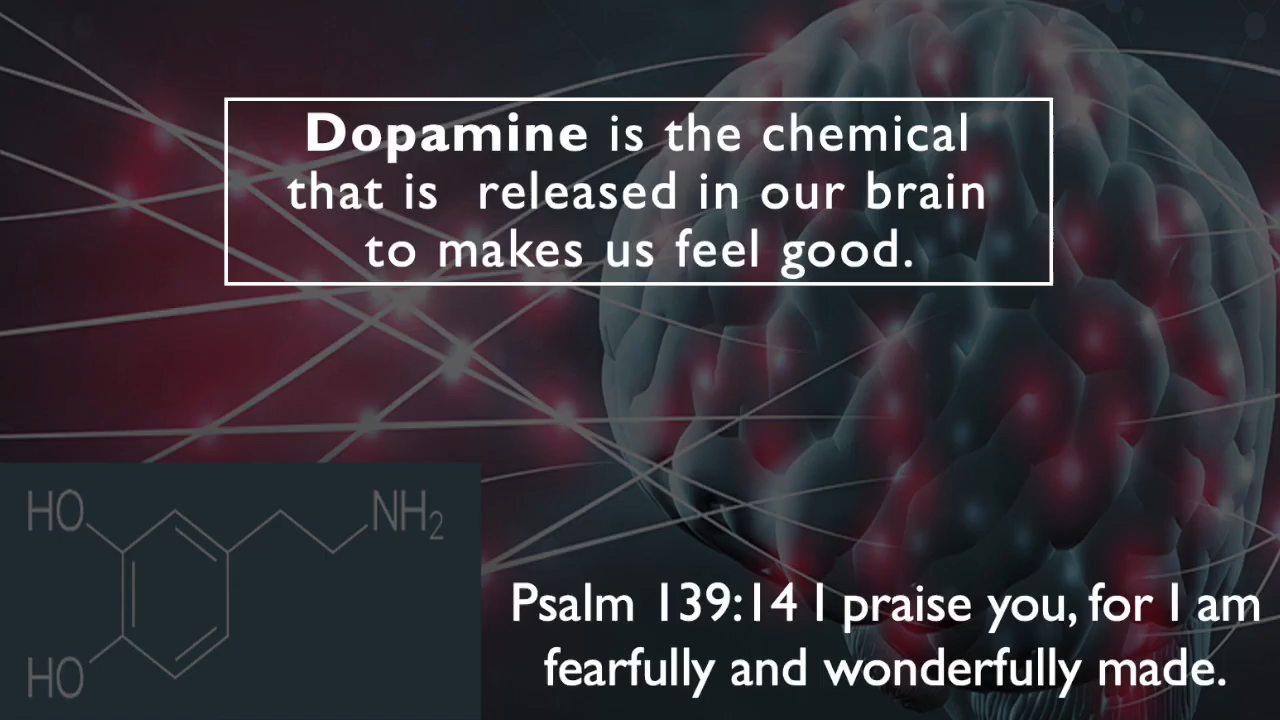 Dopamine is the chemical
that is  released in our brain
to makes us feel good.
HO
NH₂
HO
Psalm 139:14 I praise you, for I am
fearfully and wonderfully made.